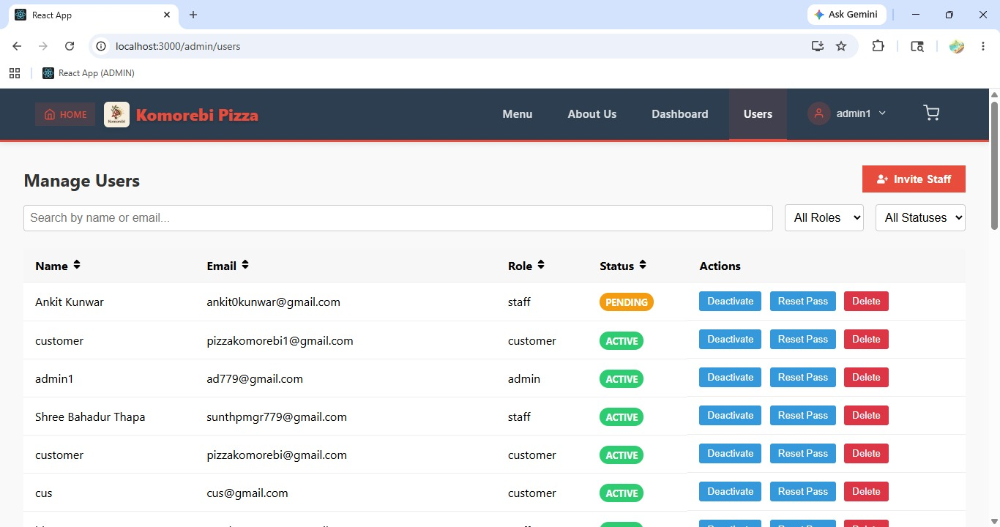 React App
Ask Gemini
localhost:3000/admin/users
React App (ADMIN)
HOME
Komorebi
Komorebi Pizza
Menu
About Us
Dashboard
Users
admin1
Manage Users
Invite Staff
Search by name or email...
All Roles
All Statuses
Name Email Role Status Actions
Ankit Kunwar ankit0kunwar@gmail.com staff PENDING Deactivate Reset Pass Delete
customer pizzakomorebi1@gmail.com customer ACTIVE Deactivate Reset Pass Delete
admin1 ad779@gmail.com admin ACTIVE Deactivate Reset Pass Delete
Shree Bahadur Thapa sunthpmgr779@gmail.com staff ACTIVE Deactivate Reset Pass Delete
customer pizzakomorebi@gmail.com customer ACTIVE Deactivate Reset Pass Delete
cus cus@gmail.com customer ACTIVE Deactivate Reset Pass Delete